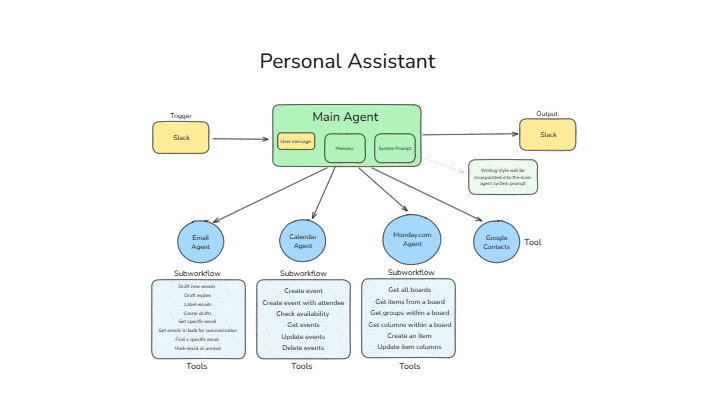 Personal Assistant
Trigger
Slack
Main Agent
User message
Memory
System Prompt
Output
Slack
Writing style will be
incorporated into the main
agent system prompt
Email
Agent
Calendar
Agent
Monday.com
Agent
Google
Contacts
Tool
Subworkflow
Draft new emails
Draft replies
Label emails
Create drafts
Get specific email
Get emails in bulk for summarization
Find a specific email
Mark email as unread
Tools
Subworkflow
Create event
Create event with attendee
Check availability
Get events
Update events
Delete events
Tools
Subworkflow
Get all boards
Get items from a board
Get groups within a board
Get columns within a board
Create an item
Update item columns
Tools